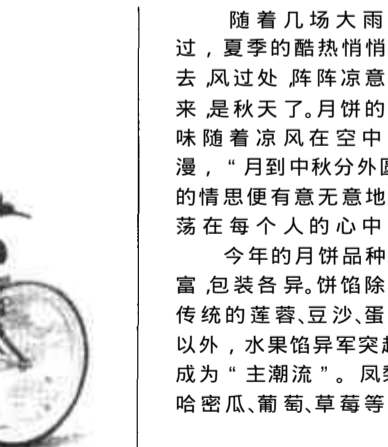 随着几场大雨
过，夏季的酷热悄悄
去，风过处，阵阵凉意
来，是秋天了。月饼的
味随着凉风在空中
漫，“月到中秋分外圆
的情思便有意无意地
荡在每个人的心中
今年的月饼品种
富，包装各异。饼馅除
传统的莲蓉、豆沙、蛋
以外，水果馅异军突起
成为“主潮流”。凤梨
哈密瓜、葡萄、草莓等